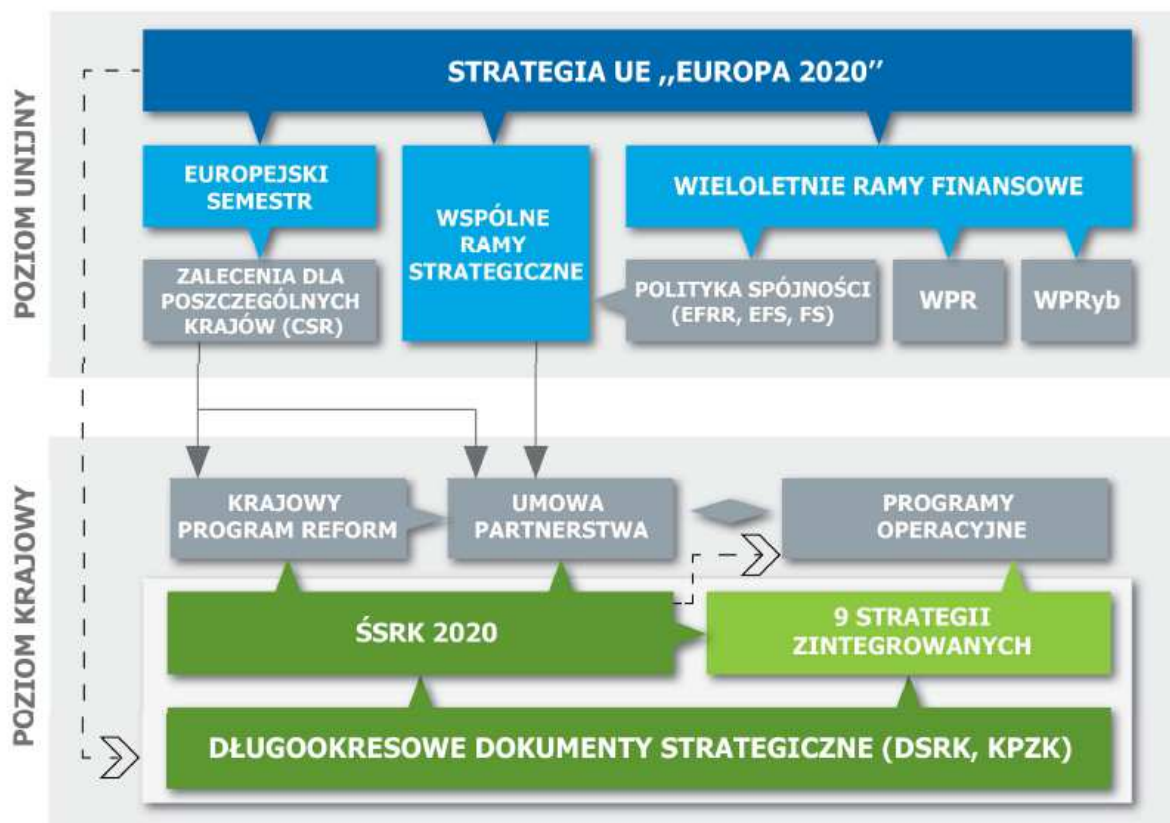 POZIOM UNIJNY
STRATEGIA UE ,,EUROPA 2020”
EUROPEJSKI
SEMESTR
WSPÓLNE
RAMY
STRATEGICZNE
WIELOLETNIE RAMY FINANSOWE
ZALECENIA DLA
POSZCZEGÓLNYCH
KRAJÓW (CSR)
POLITYKA SPÓJNOŚCI
(EFRR, EFS, FS)
WPR
WPRyb
POZIOM KRAJOWY
KRAJOWY
PROGRAM REFORM
UMOWA
PARTNERSTWA
PROGRAMY
OPERACYJNE
ŚSRK 2020
9 STRATEGII
ZINTEGROWANYCH
DŁUGOOKRESOWE DOKUMENTY STRATEGICZNE (DSRK, KPZK)